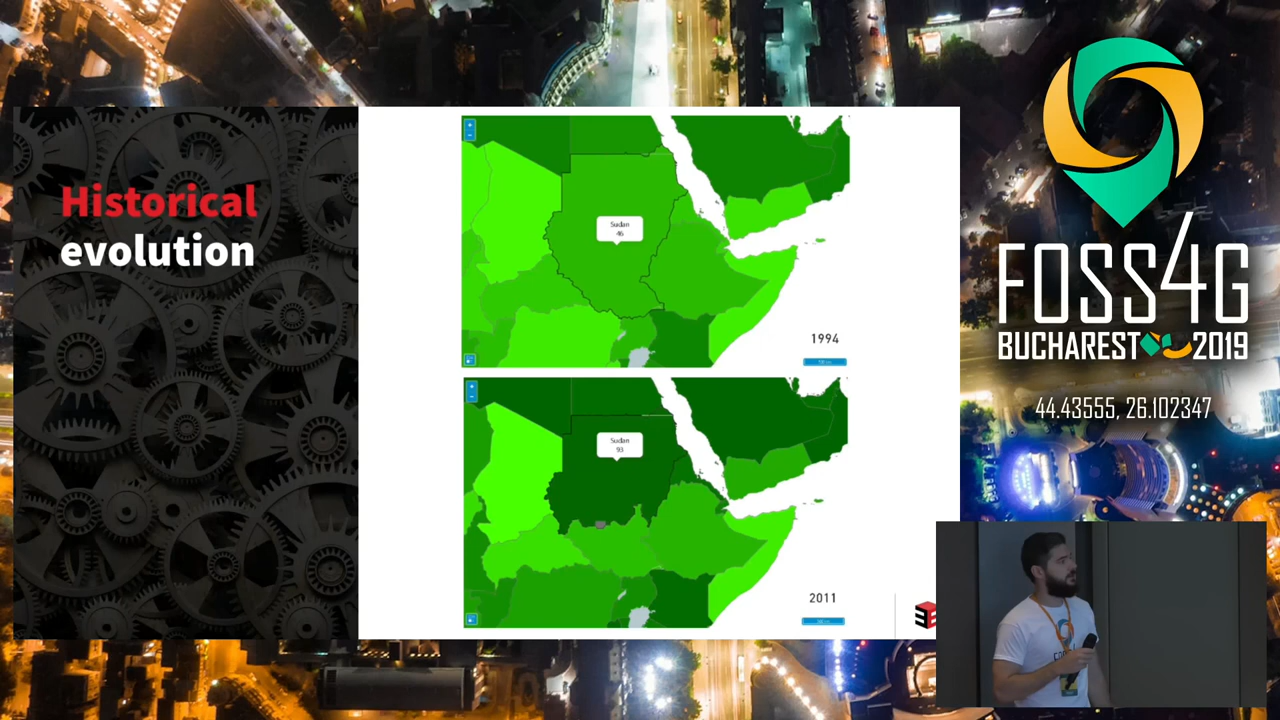 Historical
evolution
Sudan
46
1994
Sudan
93
2011
FOSS4G
BUCHAREST 2019
44.43555, 26.102347